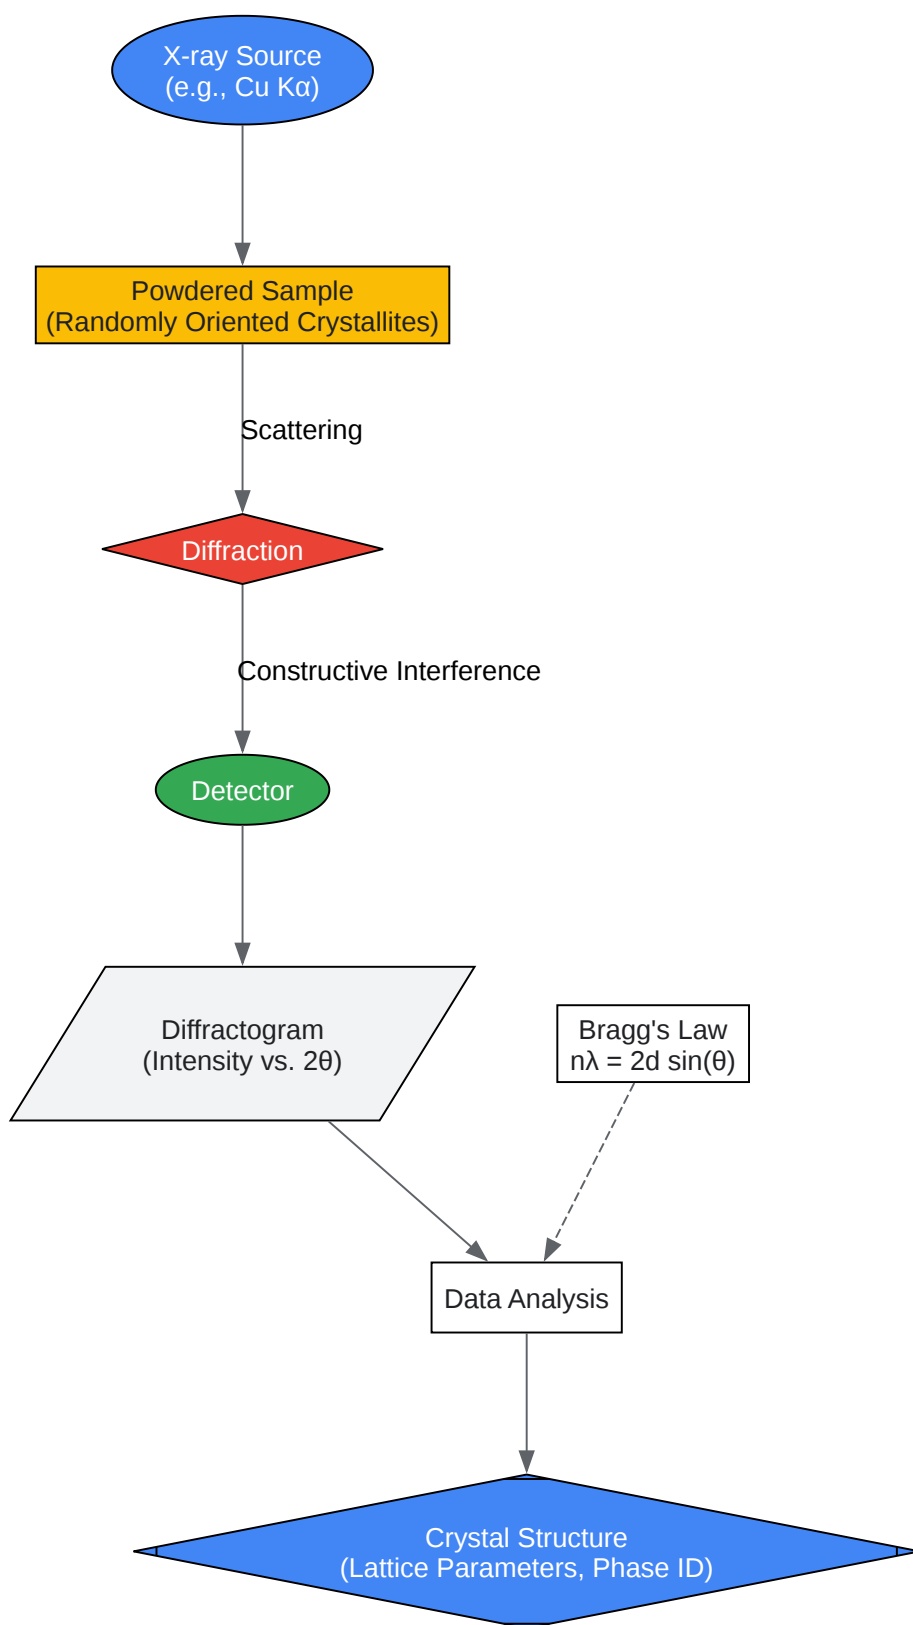 X-ray Source
(e.g., Cu Kα)
Powdered Sample
(Randomly Oriented Crystallites)
Scattering
Diffraction
Constructive Interference
Detector
Diffractogram
(Intensity vs. 2θ)
Bragg's Law
nλ = 2d sin(θ)
Data Analysis
Crystal Structure
(Lattice Parameters, Phase ID)